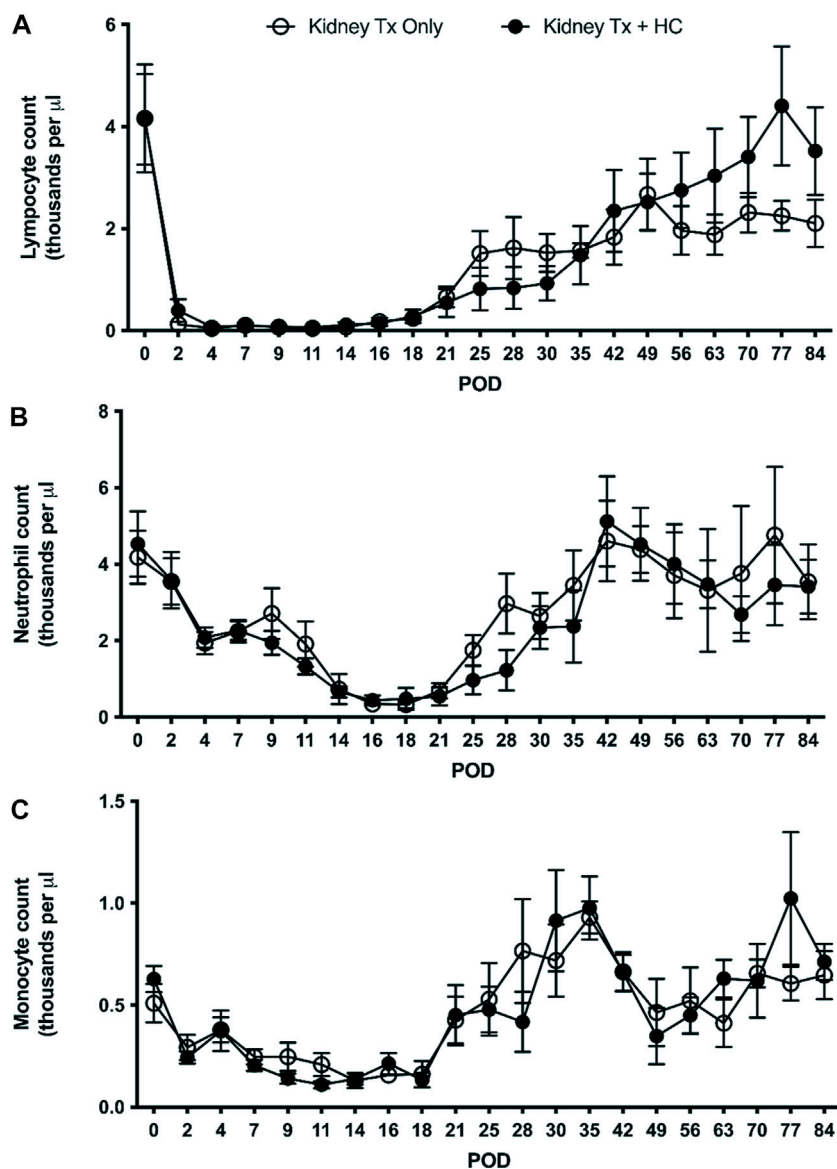 A
Kidney Tx Only
Kidney Tx + HC
6
4
2
0
Lympocyte count
(thousands per μl
0 2 4 7 9 11 14 16 18 21 25 28 30 35 42 49 56 63 70 77 84
POD
B
8
6
4
2
0
Neutrophil count
(thousands per μl
0 2 4 7 9 11 14 16 18 21 25 28 30 35 42 49 56 63 70 77 84
POD
C
1.5
1.0
0.5
0.0
Monocyte count
(thousands per μl
0 2 4 7 9 11 14 16 18 21 25 28 30 35 42 49 56 63 70 77 84
POD